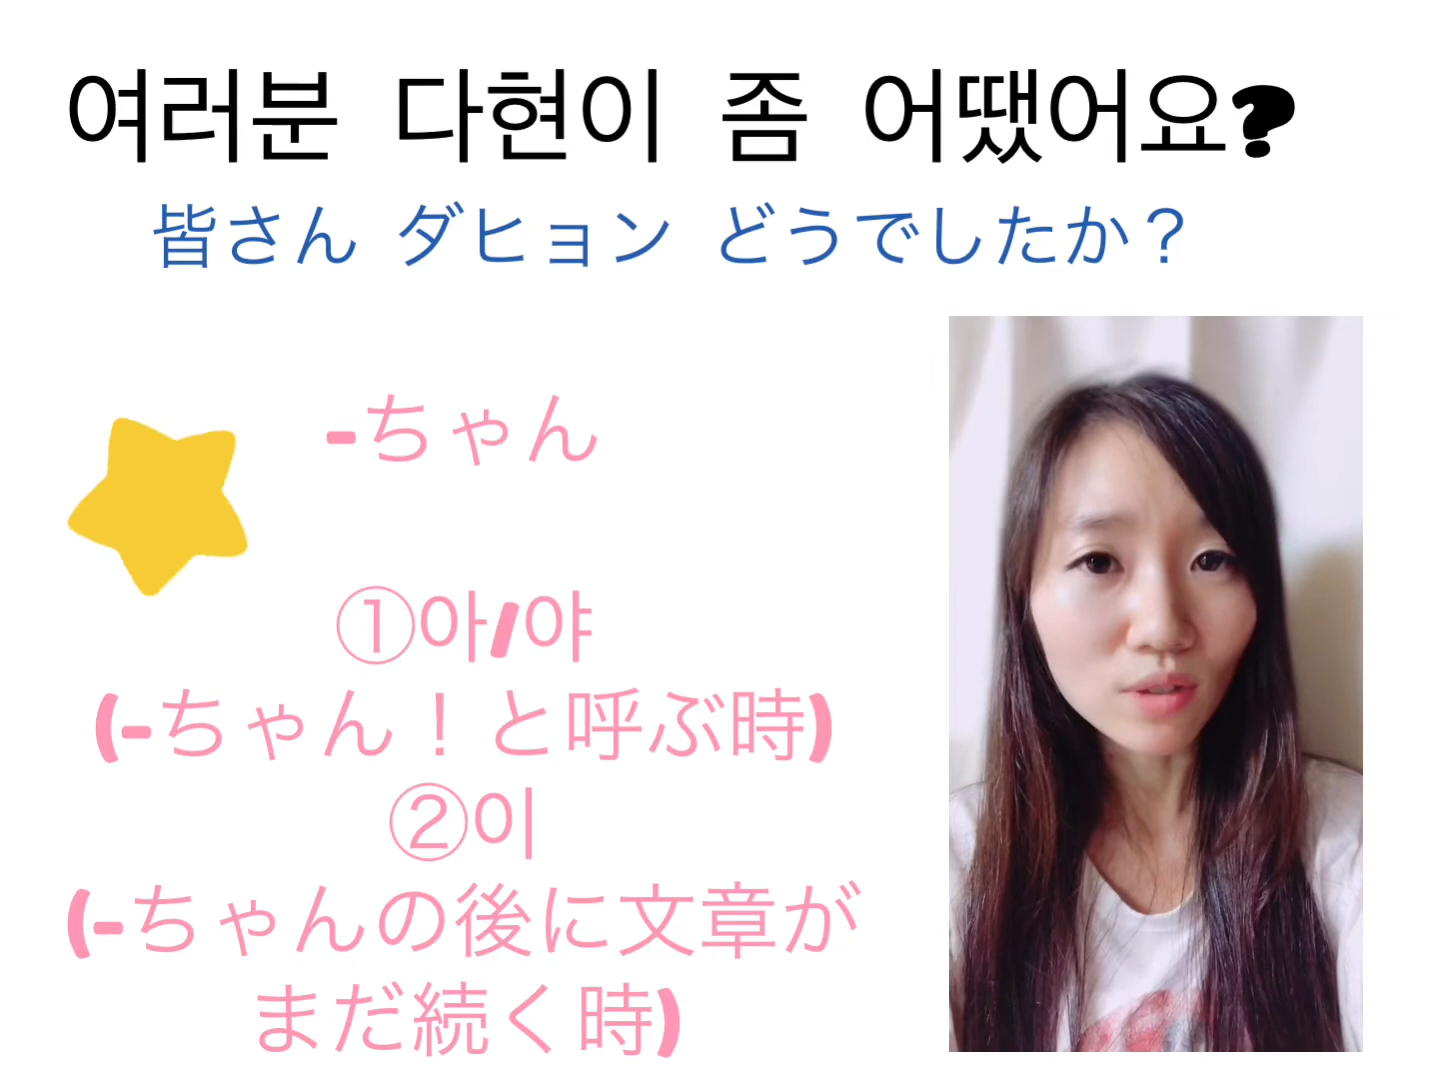 여러분 다현이 좀 어땠어요?
皆さん ダヒョン どうでしたか？
-ちゃん
①아/야
(-ちゃん！と呼ぶ時)
②이
(-ちゃんの後に文章が
まだ続く時)